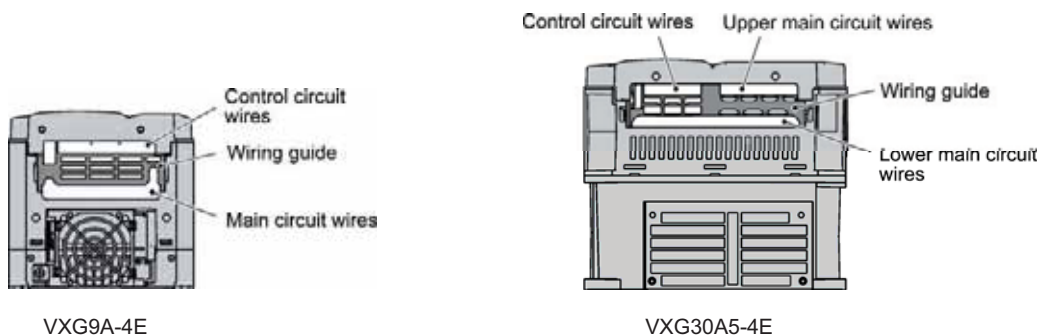 Control circuit
wires
Wiring guide
Main circuit wires
VXG9A-4E
Control circuit wires
Upper main circuit wires
Wiring guide
Lower main circuit
wires
VXG30A5-4E